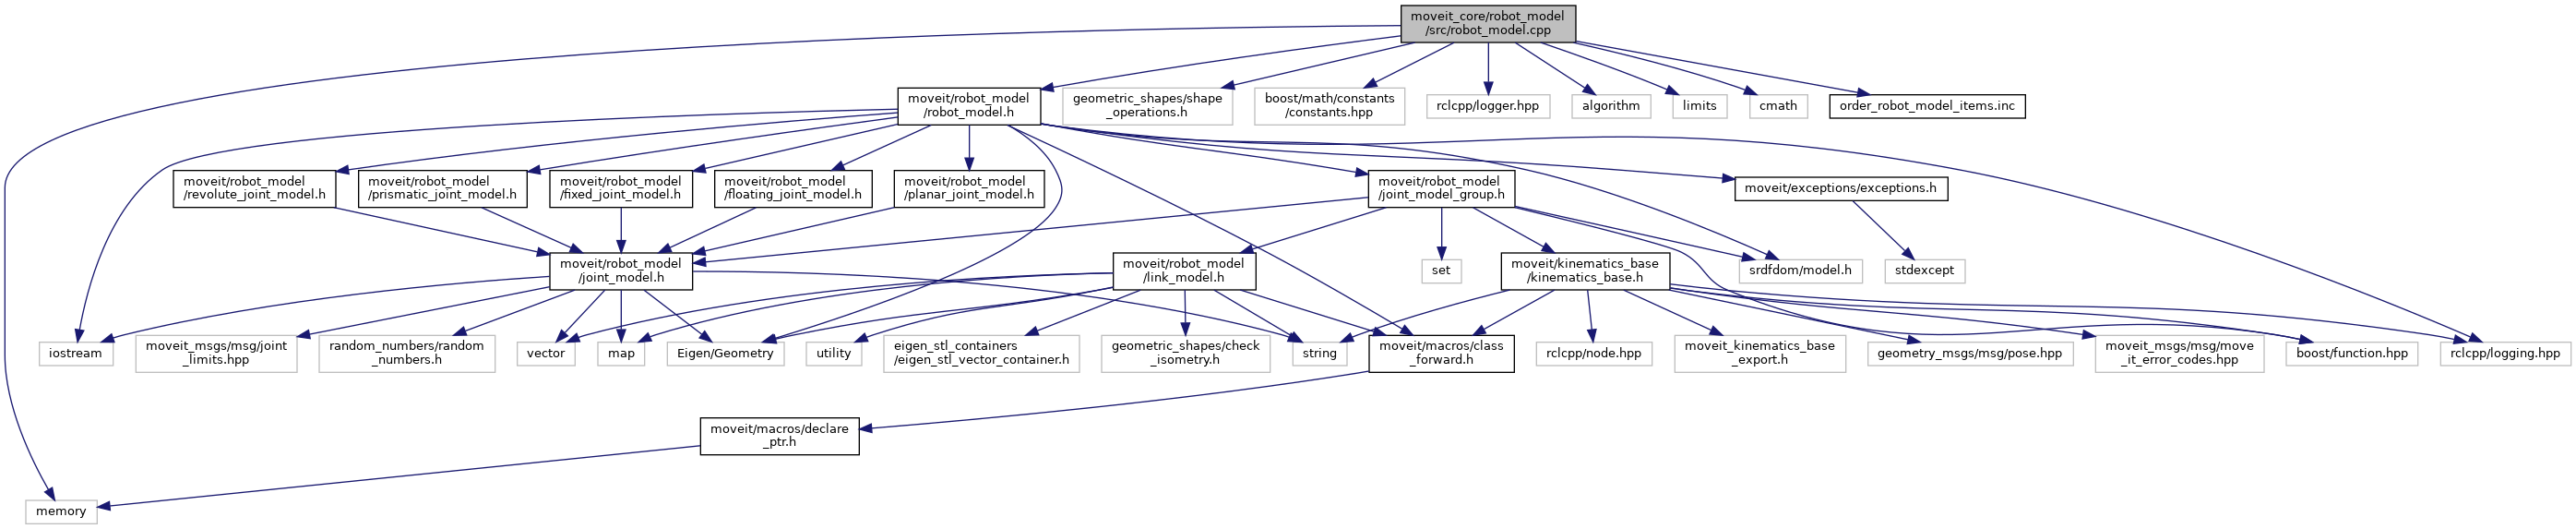 moveit_core/robot_model
/src/robot_model.cpp
moveit/robot_model
/robot_model.h
geometric_shapes/shape
_operations.h
boost/math/constants
/constants.hpp
rclcpp/logger.hpp
algorithm
limits
cmath
order_robot_model_items.inc
moveit/robot_model
/revolute_joint_model.h
moveit/robot_model
/prismatic_joint_model.h
moveit/robot_model
/fixed_joint_model.h
moveit/robot_model
/floating_joint_model.h
moveit/robot_model
/planar_joint_model.h
moveit/robot_model
/joint_model_group.h
moveit/exceptions/exceptions.h
moveit/robot_model
/joint_model.h
moveit/robot_model
/link_model.h
set
moveit/kinematics_base
/kinematics_base.h
srdfdom/model.h
stdexcept
iostream
moveit_msgs/msg/joint
_limits.hpp
random_numbers/random
_numbers.h
vector
map
Eigen/Geometry
utility
eigen_stl_containers
/eigen_stl_vector_container.h
geometric_shapes/check
_isometry.h
string
moveit/macros/class
_forward.h
rclcpp/node.hpp
moveit_kinematics_base
_export.h
geometry_msgs/msg/pose.hpp
moveit_msgs/msg/move
_it_error_codes.hpp
boost/function.hpp
rclcpp/logging.hpp
moveit/macros/declare
_ptr.h
memory